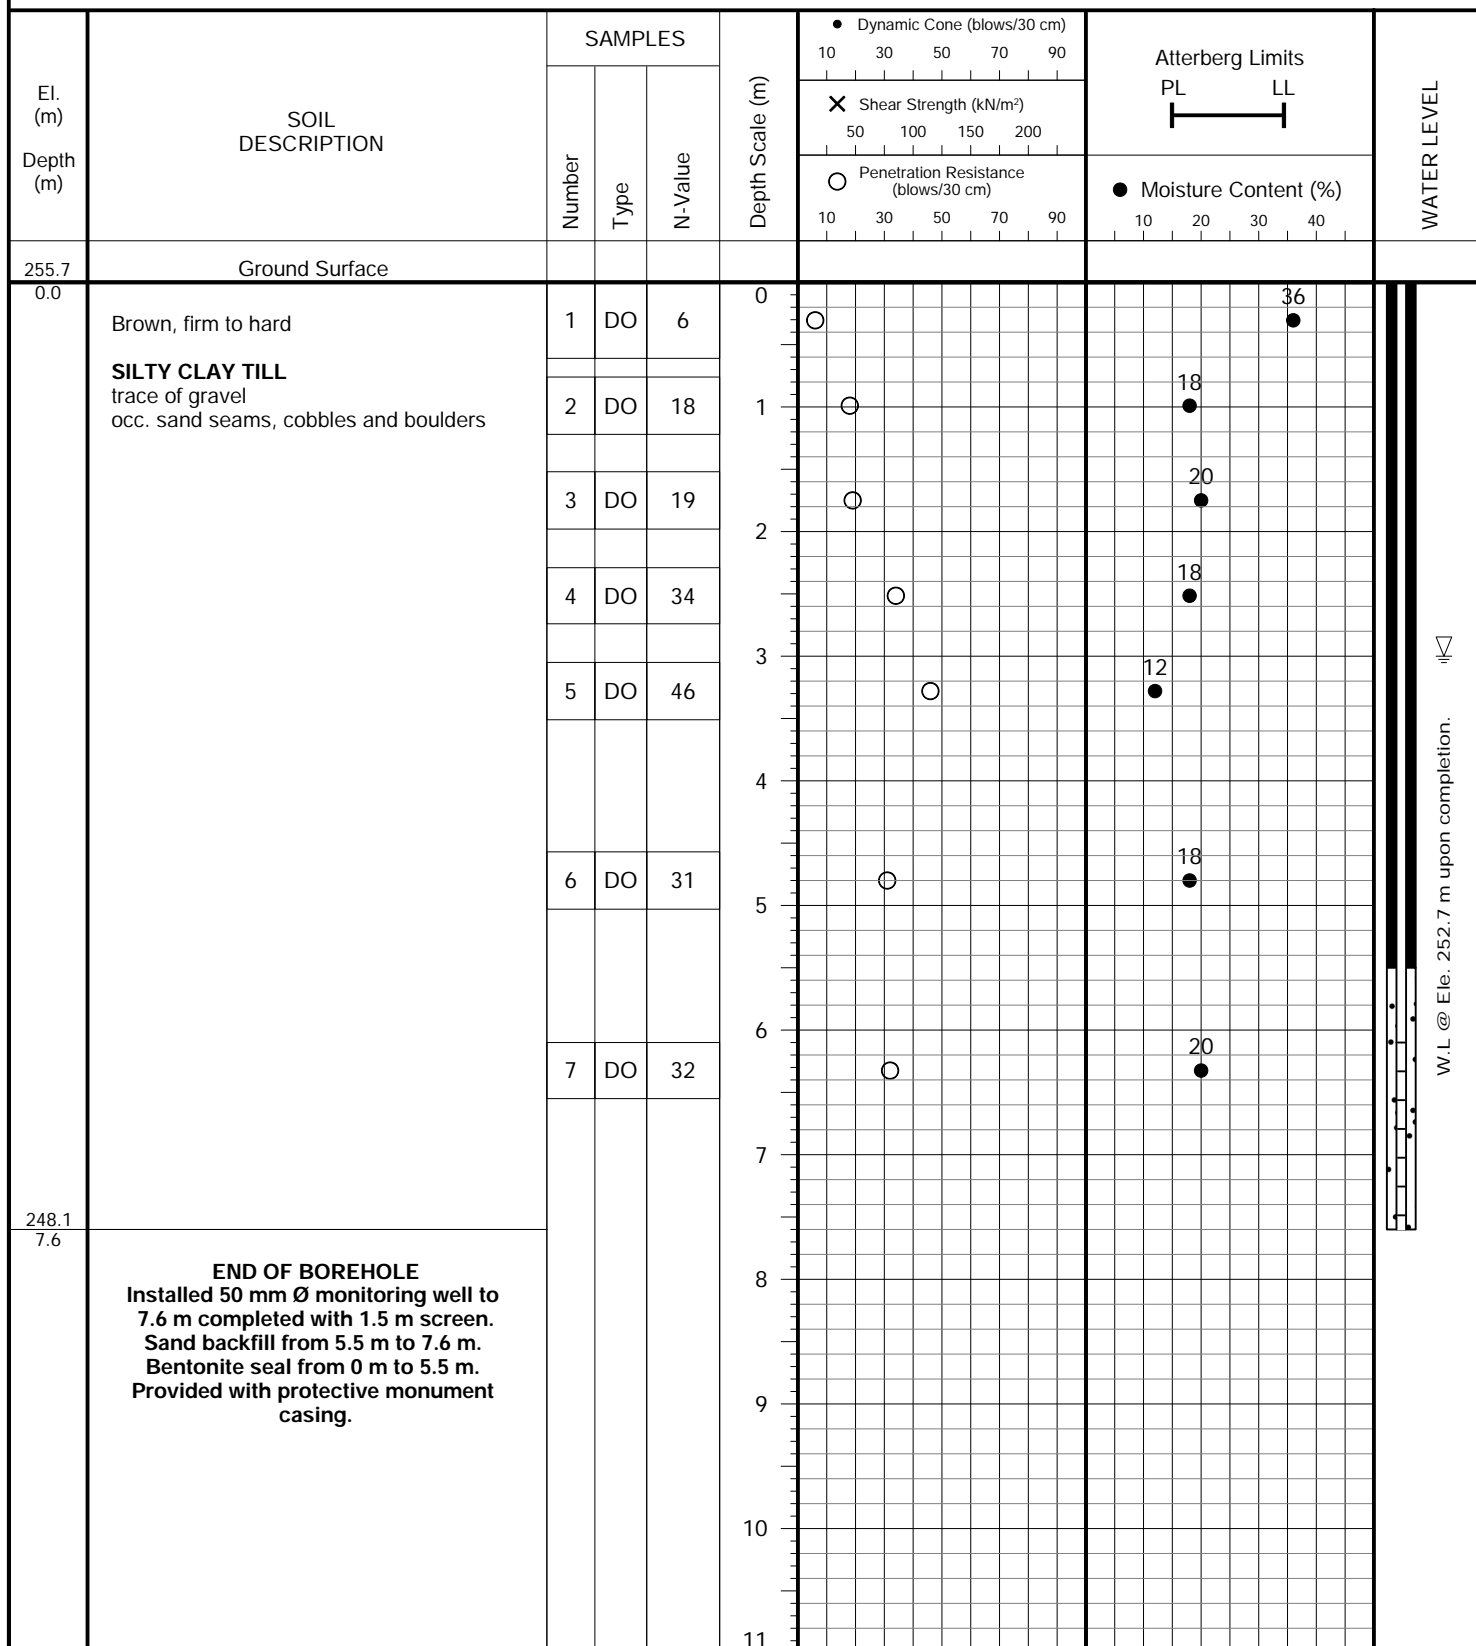 El.
(m)
Depth
(m)
SOIL
DESCRIPTION
SAMPLES
Number
Type
N-Value
Depth Scale (m)
Dynamic Cone (blows/30 cm)
10 30 50 70 90
Shear Strength (kN/m²)
50 100 150 200
Penetration Resistance
(blows/30 cm)
10 30 50 70 90
Atterberg Limits
PL LL
Moisture Content (%)
10 20 30 40
WATER LEVEL
255.7
Ground Surface
0.0
Brown, firm to hard
SILTY CLAY TILL
trace of gravel
occ. sand seams, cobbles and boulders
1 DO 6
2 DO 18
3 DO 19
4 DO 34
5 DO 46
6 DO 31
7 DO 32
0
1
2
3
4
5
6
7
8
9
10
11
36
18
20
18
12
18
20
W.L @ Ele. 252.7 m upon completion.
248.1
7.6
END OF BOREHOLE
Installed 50 mm Ø monitoring well to
7.6 m completed with 1.5 m screen.
Sand backfill from 5.5 m to 7.6 m.
Bentonite seal from 0 m to 5.5 m.
Provided with protective monument
casing.